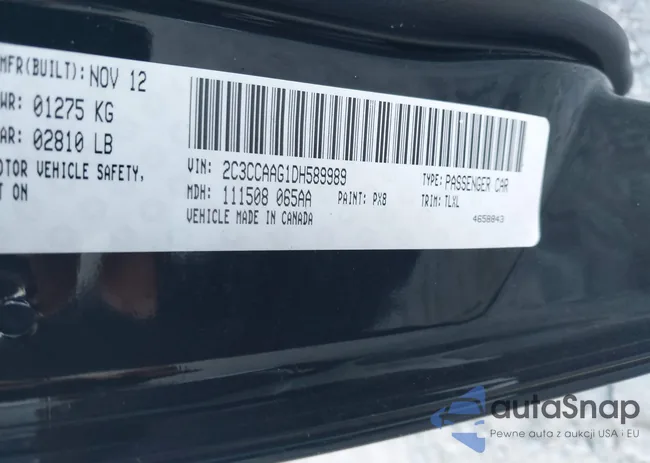 MFR(BUILT): NOV 12
WR: 01275 KG
AR: 02810 LB
OTOR VEHICLE SAFETY,
T ON
VIN: 2C3CCAAG1DH589989
TYPE: PASSENGER CAR
MDH: 111508 065AA
PAINT: PX8
TRIM: TLXL
VEHICLE MADE IN CANADA
4658843
autaSnap
Pewne auta z aukcji USA i EU